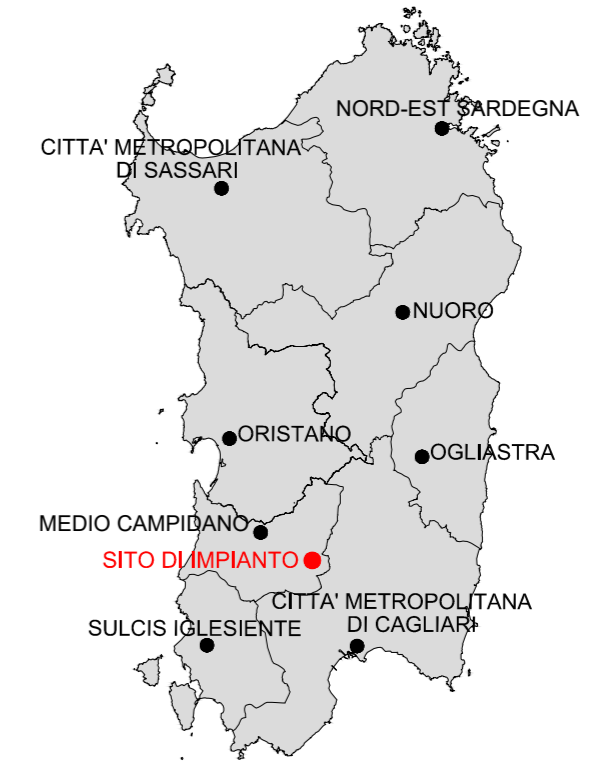 NORD-EST SARDEGNA
CITTA' METROPOLITANA
DI SASSARI
NUORO
ORISTANO
OGLIASTRA
MEDIO CAMPIDANO
SITO DI IMPIANTO
CITTA' METROPOLITANA
DI CAGLIARI
SULCIS IGLESIENTE